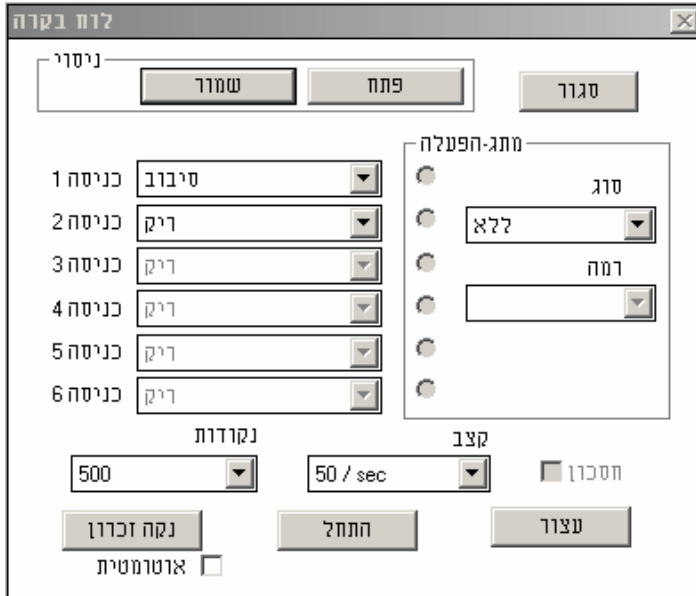 לוח בקרה
ניסוי
שמור
פתח
סגור
מתג-הפעלה
כניסה 1
סיבוב
סוג
כניסה 2
ריק
ללא
כניסה 3
ריק
רמה
כניסה 4
ריק
כניסה 5
ריק
כניסה 6
ריק
נקודות
קצב
500
50 / sec
חסכון
נקה זכרון
התחל
עצור
אוטומטית